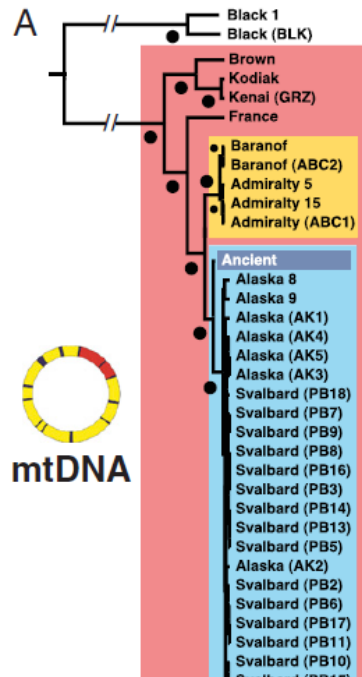 A
Black 1
Black (BLK)
Brown
Kodiak
Kenai (GRZ)
France
Baranof
Baranof (ABC2)
Admiralty 5
Admiralty 15
Admiralty (ABC1)
Ancient
Alaska 8
Alaska 9
Alaska (AK1)
Alaska (AK4)
Alaska (AK5)
Alaska (AK3)
Svalbard (PB18)
Svalbard (PB7)
Svalbard (PB9)
Svalbard (PB8)
Svalbard (PB16)
Svalbard (PB3)
Svalbard (PB14)
Svalbard (PB13)
Svalbard (PB5)
Alaska (AK2)
Svalbard (PB2)
Svalbard (PB6)
Svalbard (PB17)
Svalbard (PB11)
Svalbard (PB10)
mtDNA